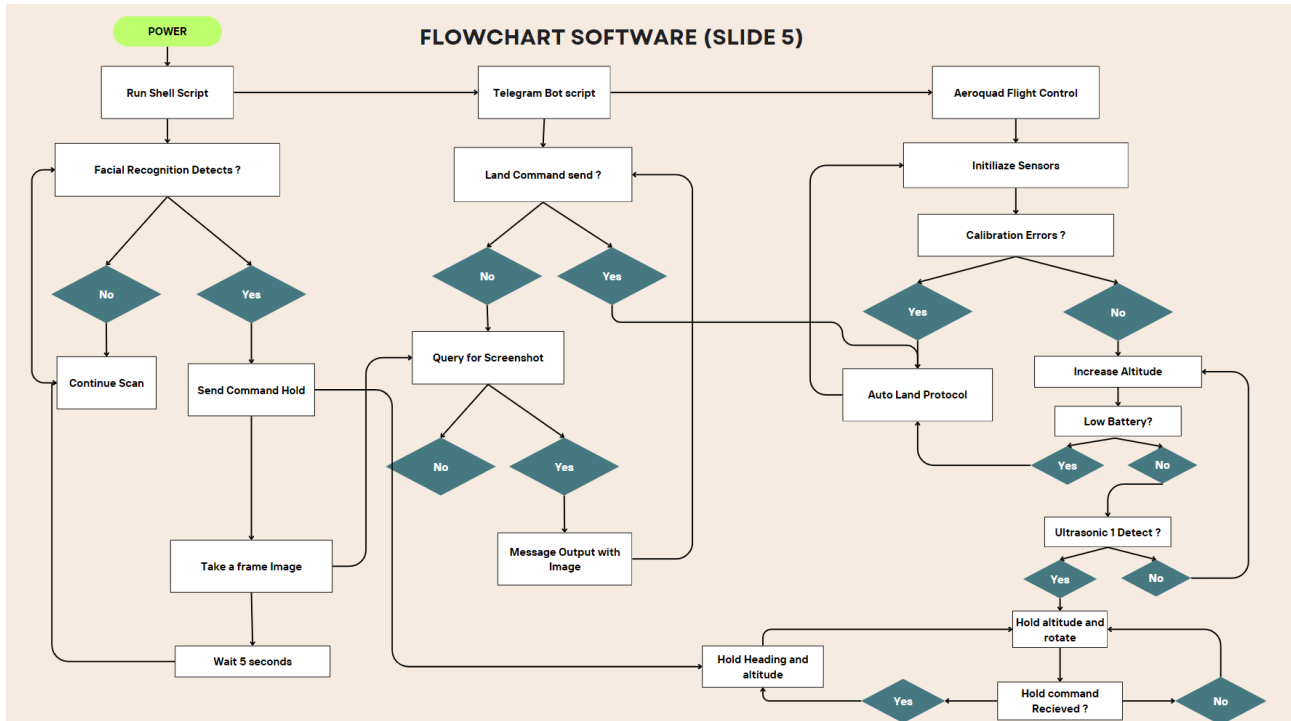 POWER
FLOWCHART SOFTWARE (SLIDE 5)
Run Shell Script
Telegram Bot script
Aeroquad Flight Control
Facial Recognition Detects ?
Land Command send ?
Initiliaze Sensors
Calibration Errors ?
No
Yes
No
Yes
Yes
No
Continue Scan
Send Command Hold
Query for Screenshot
Auto Land Protocol
Increase Altitude
Low Battery?
No
Yes
Yes
No
Ultrasonic 1 Detect ?
Take a frame Image
Message Output with
Image
Yes
No
Wait 5 seconds
Hold Heading and
altitude
Hold altitude and
rotate
Yes
Hold command
Recieved ?
No